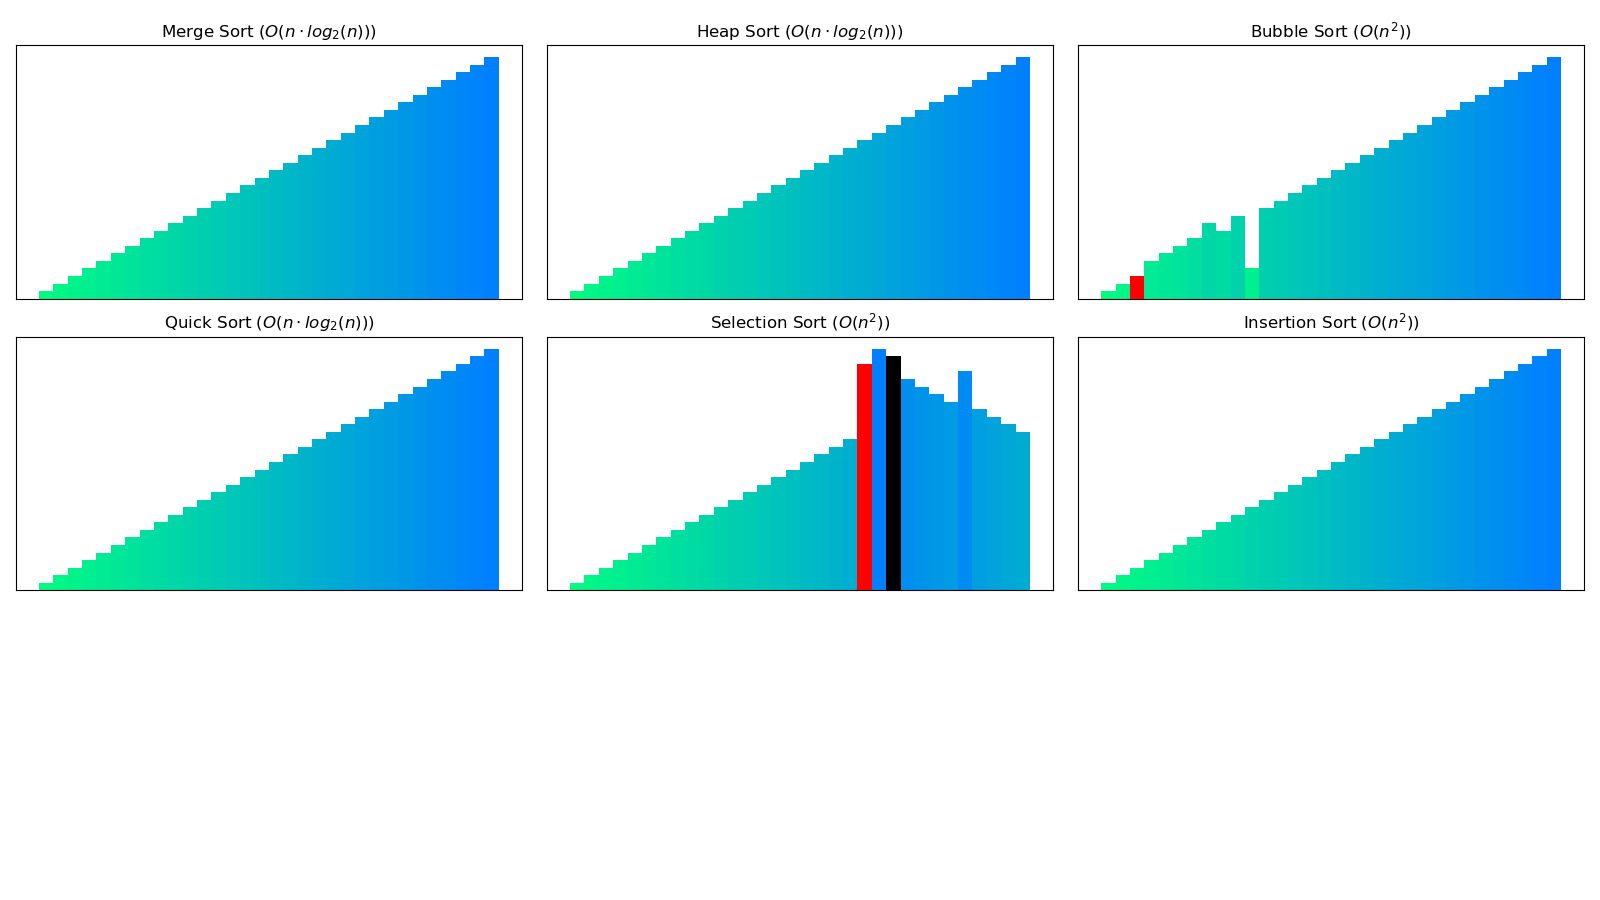 Merge Sort (O(n · log₂(n)))
Heap Sort (O(n · log₂(n)))
Bubble Sort (O(n²))
Quick Sort (O(n · log₂(n)))
Selection Sort (O(n²))
Insertion Sort (O(n²))